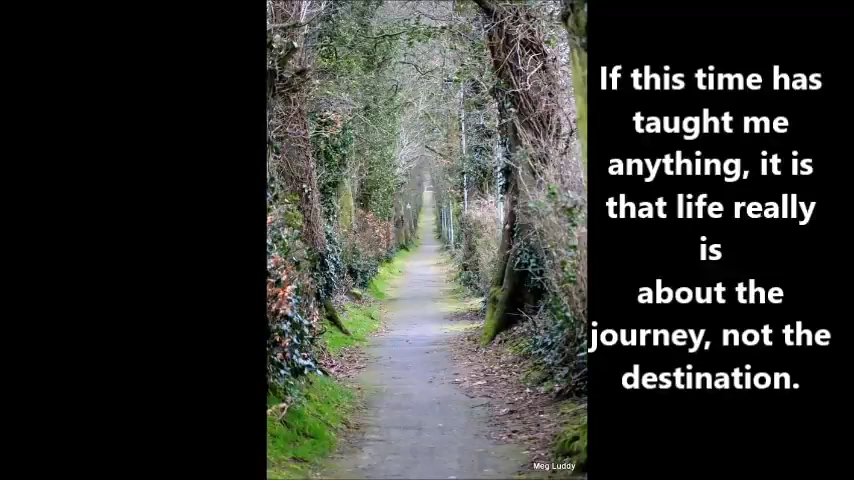 If this time has
taught me
anything, it is
that life really
is
about the
journey, not the
destination.
Meg Luddy